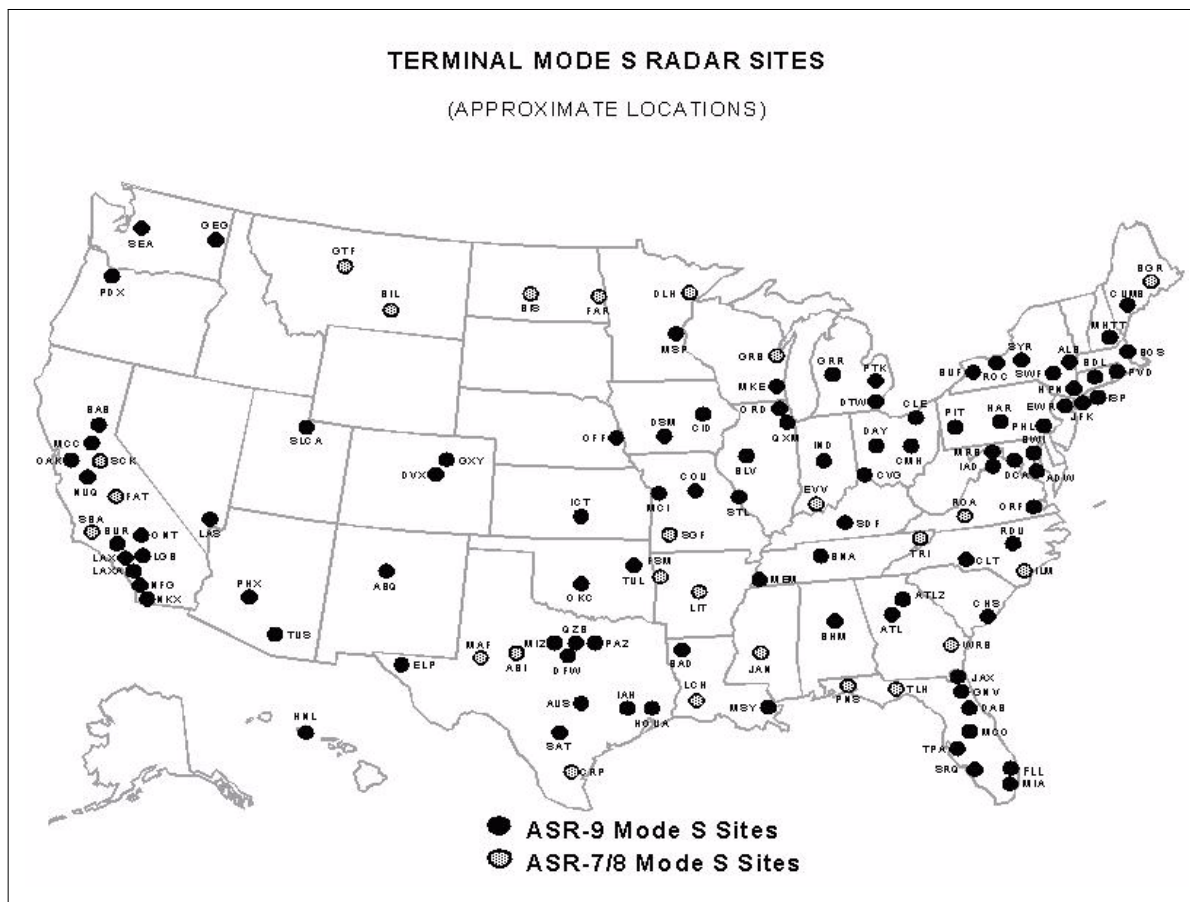 TERMINAL MODE S RADAR SITES
(APPROXIMATE LOCATIONS)
SEA
GEG
PDX
GTF
BIL
BIS
FAR
DLH
MSP
GRB
MKE
GRR
PTK
DTW
ORD
QXM
BGR
CUMB
MHTT
BOS
SYR
ALB
BDL
BUF
ROC
SWF
PVD
HPN
ISP
EWR
JFK
CLE
PIT
HAR
PHL
BWI
MRB
IAD
DCA
ADW
BAB
MCC
OAK
SCK
NUQ
FAT
SBA
BUR
ONT
LAX
LGB
LAXA
NFG
NKX
LAS
SLCA
DVX
GXY
OFF
DSM
CID
DAY
CMH
IND
CVG
BLV
STL
COU
MCI
SGF
ICT
EVV
SDF
ROA
ORF
RDU
TRI
CLT
ILM
BNA
MEM
FSM
TUL
OKC
LIT
PHX
TUS
ABQ
ELP
MAF
ABI
MIZ
QZB
PAZ
DFW
BAD
JAN
BHM
ATLZ
ATL
CHS
WRB
LCH
MSY
PNS
TLH
JAX
GNV
DAB
MCO
TPA
SRQ
FLL
MIA
AUS
IAH
HOUA
SAT
CRP
HNL
ASR-9 Mode S Sites
ASR-7/8 Mode S Sites